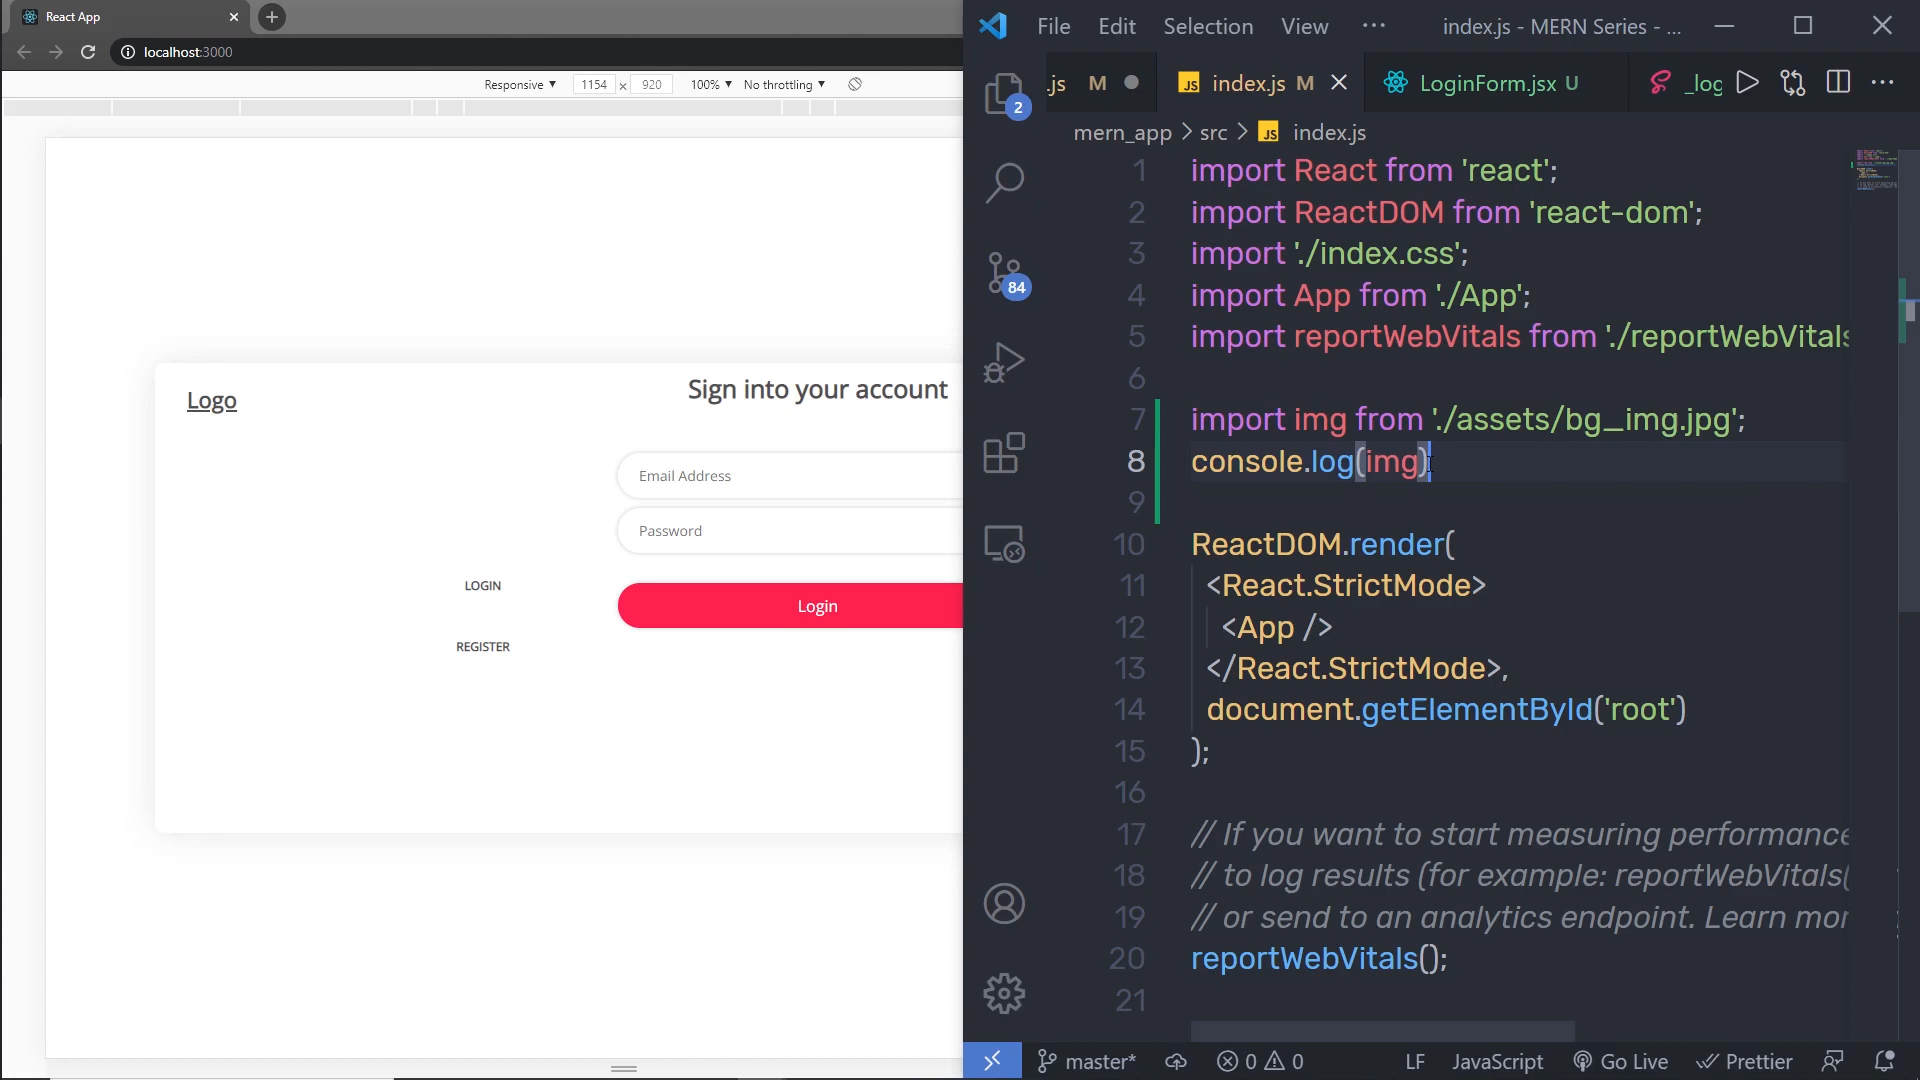 React App
localhost:3000
Responsive 1154 x 920 100% No throttling
Logo
Sign into your account
Email Address
Password
LOGIN
Login
REGISTER
File Edit Selection View ··· index.js - MERN Series - ...
.js M JS index.js M LoginForm.jsx U _log ···
mern_app > src > JS index.js
2
84
1 import React from 'react';
2 import ReactDOM from 'react-dom';
3 import './index.css';
4 import App from './App';
5 import reportWebVitals from './reportWebVitals
6
7 import img from './assets/bg_img.jpg';
8 console.log(img)
9
10 ReactDOM.render(
11 <React.StrictMode>
12 <App />
13 </React.StrictMode>,
14 document.getElementById('root')
15 );
16
17 // If you want to start measuring performance
18 // to log results (for example: reportWebVitals(
19 // or send to an analytics endpoint. Learn mor
20 reportWebVitals();
21
master* 0 0 LF JavaScript Go Live Prettier